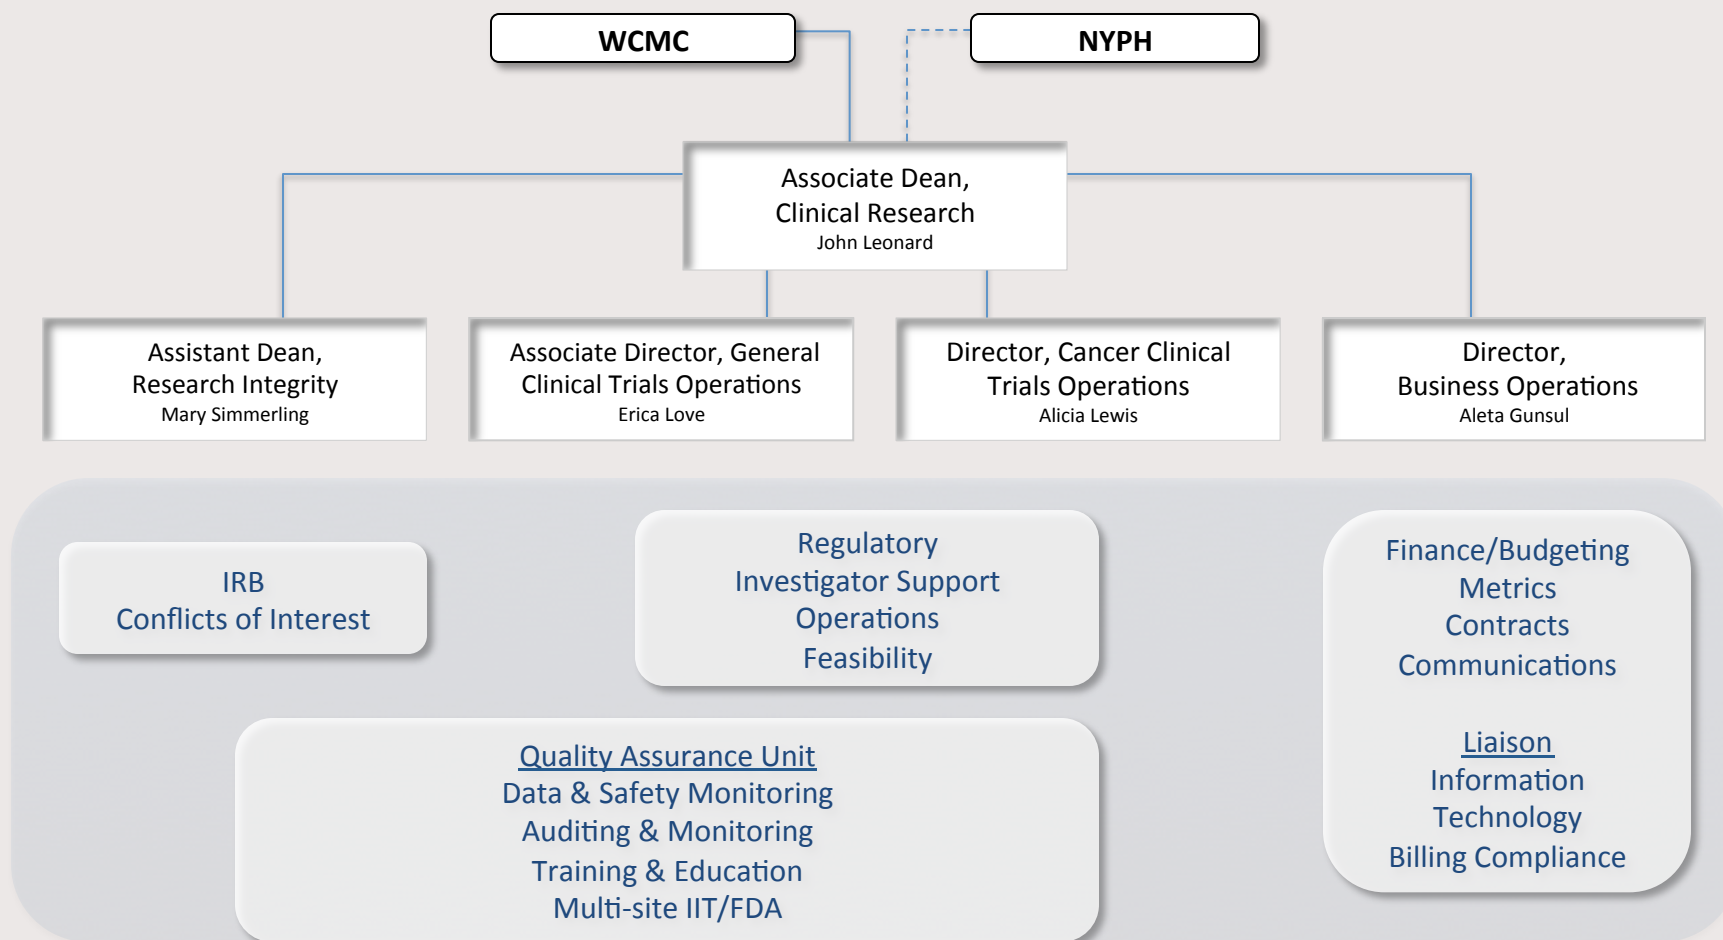 WCMC
NYPH
Associate Dean,
Clinical Research
John Leonard
Assistant Dean,
Research Integrity
Mary Simmerling
Associate Director, General
Clinical Trials Operations
Erica Love
Director, Cancer Clinical
Trials Operations
Alicia Lewis
Director,
Business Operations
Aleta Gunsul
IRB
Conflicts of Interest
Regulatory
Investigator Support
Operations
Feasibility
Finance/Budgeting
Metrics
Contracts
Communications
Liaison
Information
Technology
Billing Compliance
Quality Assurance Unit
Data & Safety Monitoring
Auditing & Monitoring
Training & Education
Multi-site IIT/FDA